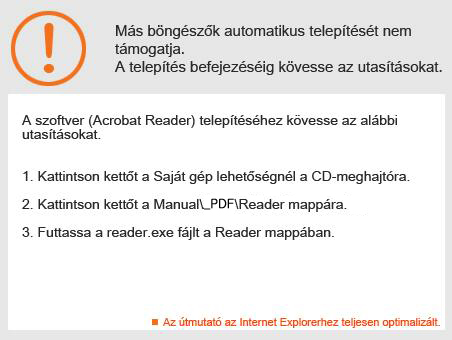 Más böngészők automatikus telepítését nem
támogatja.
A telepítés befejezéséig kövesse az utasításokat.
A szoftver (Acrobat Reader) telepítéséhez kövesse az alábbi
utasításokat.
1. Kattintson kettőt a Saját gép lehetőségnél a CD-meghajtóra.
2. Kattintson kettőt a Manual\_PDF\Reader mappára.
3. Futtassa a reader.exe fájlt a Reader mappában.
Az útmutató az Internet Explorerhez teljesen optimalizált.